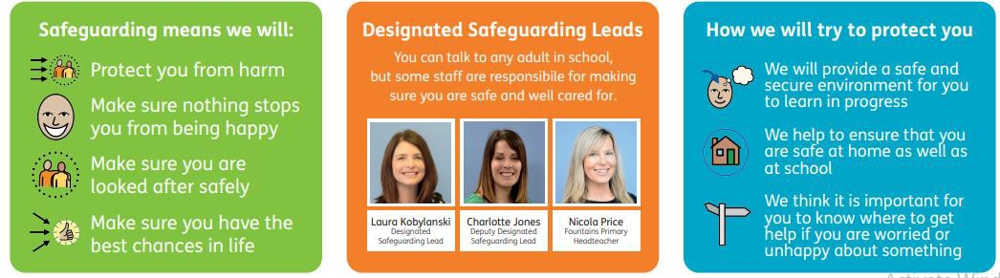 Safeguarding means we will:
Protect you from harm
Make sure nothing stops
you from being happy
Make sure you are
looked after safely
Make sure you have the
best chances in life
Designated Safeguarding Leads
You can talk to any adult in school,
but some staff are responsibile for making
sure you are safe and well cared for.
Laura Kobylanski
Designated
Safeguarding Lead
Charlotte Jones
Deputy Designated
Safeguarding Lead
Nicola Price
Fountains Primary
Headteacher
How we will try to protect you
We will provide a safe and
secure environment for you
to learn in progress
We help to ensure that you
are safe at home as well as
at school
We think it is important for
you to know where to get
help if you are worried or
unhappy about something